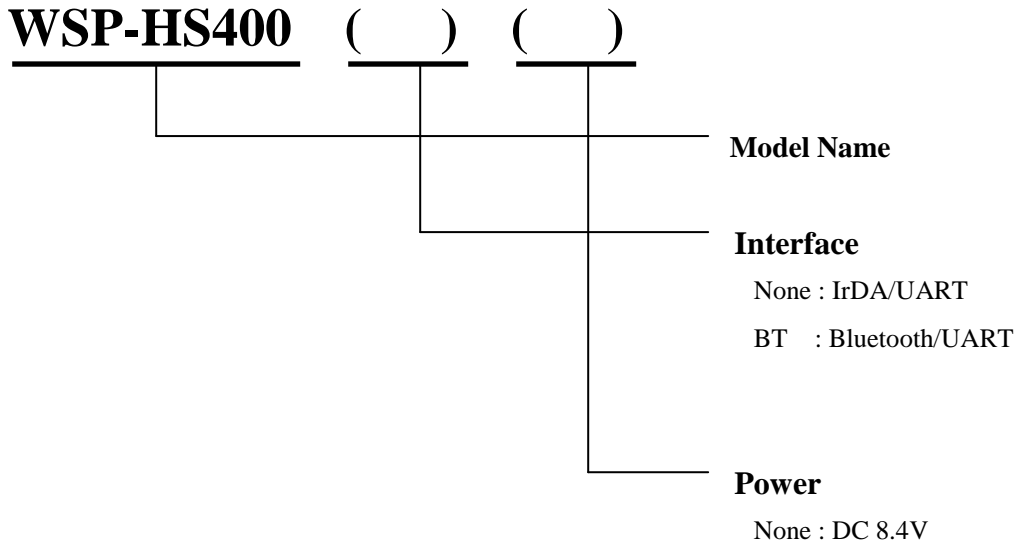 WSP-HS400 ( ) ( )
Model Name
Interface
None : IrDA/UART
BT : Bluetooth/UART
Power
None : DC 8.4V